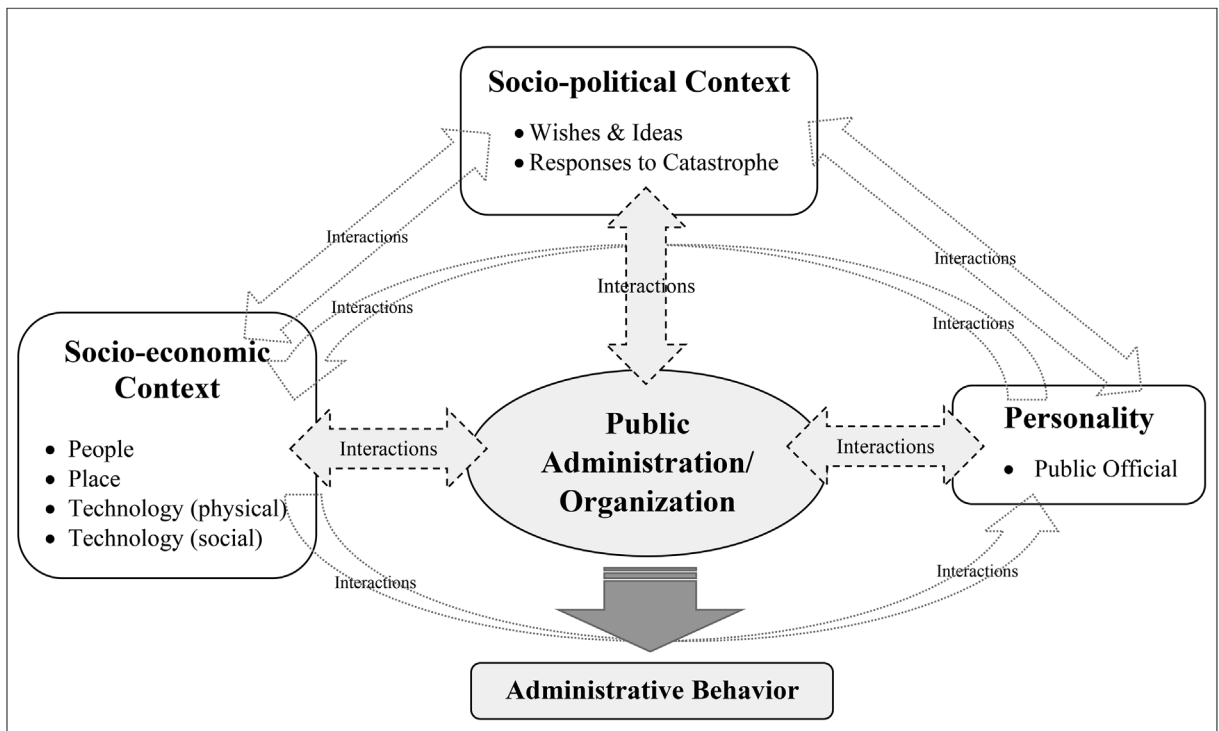 Socio-political Context
• Wishes & Ideas
• Responses to Catastrophe
Interactions
Interactions
Interactions
Interactions
Interactions
Socio-economic
Context
• People
• Place
• Technology (physical)
• Technology (social)
Interactions
Public
Administration/
Organization
Interactions
Personality
• Public Official
Interactions
Interactions
Administrative Behavior